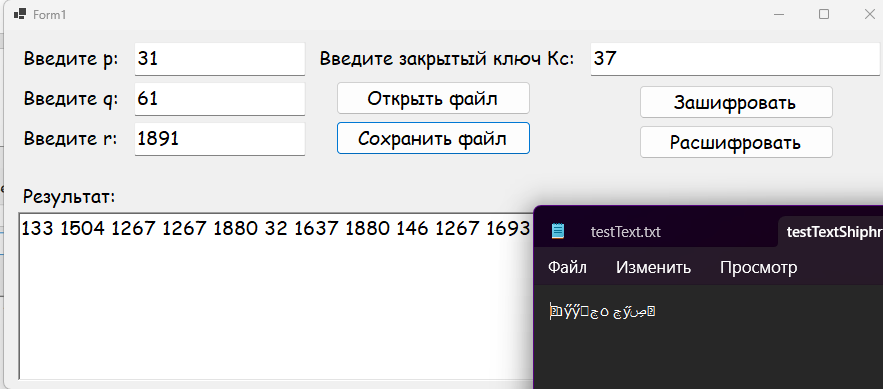 Form1
Введите p: 31
Введите закрытый ключ Kc: 37
Введите q: 61
Открыть файл
Зашифровать
Введите r: 1891
Сохранить файл
Расшифровать
Результат:
133 1504 1267 1267 1880 32 1637 1880 146 1267 1693
testText.txt
testTextShiphr
Файл Изменить Просмотр